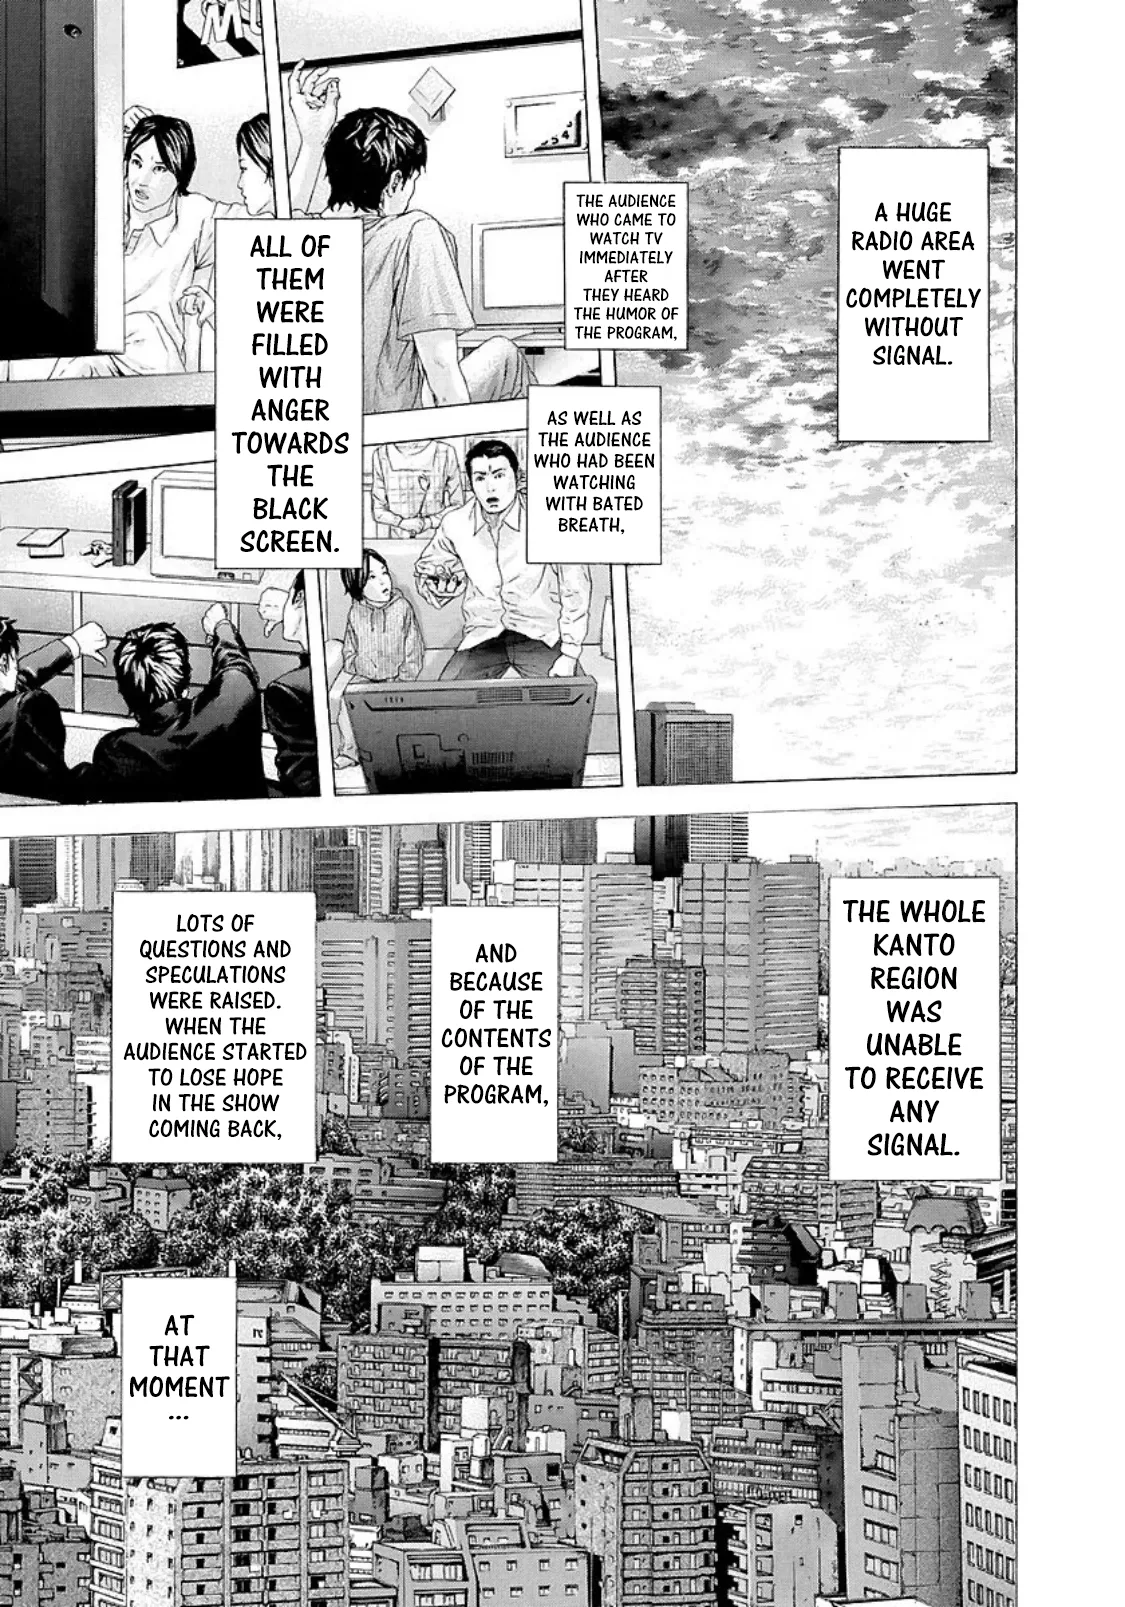 A HUGE
RADIO AREA
WENT
COMPLETELY
WITHOUT
SIGNAL.
THE AUDIENCE
WHO CAME TO
WATCH TV
IMMEDIATELY
AFTER
THEY HEARD
THE HUMOR OF
THE PROGRAM,
AS WELL AS
THE AUDIENCE
WHO HAD BEEN
WATCHING
WITH BATED
BREATH,
ALL OF
THEM
WERE
FILLED
WITH
ANGER
TOWARDS
THE
BLACK
SCREEN.
THE WHOLE
KANTO
REGION
WAS
UNABLE
TO RECEIVE
ANY
SIGNAL.
AND
BECAUSE
OF THE
CONTENTS
OF THE
PROGRAM,
LOTS OF
QUESTIONS AND
SPECULATIONS
WERE RAISED.
WHEN THE
AUDIENCE STARTED
TO LOSE HOPE
IN THE SHOW
COMING BACK,
AT
THAT
MOMENT
...